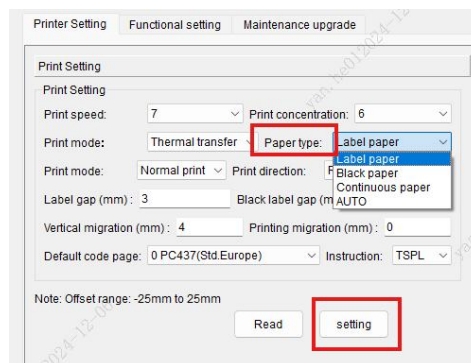 Printer Setting Functional setting Maintenance upgrade
Print Setting
Print Setting
Print speed: 7 Print concentration: 6
Print mode: Thermal transfer Paper type: Label paper
Label paper
Print mode: Normal print Print direction:
Black paper
Continuous paper
Label gap (mm) : 3 Black label gap
AUTO
Vertical migration (mm) : 4 Printing migration (mm) : 0
Default code page: 0 PC437(Std.Europe) Instruction: TSPL
Note: Offset range: -25mm to 25mm
Read setting